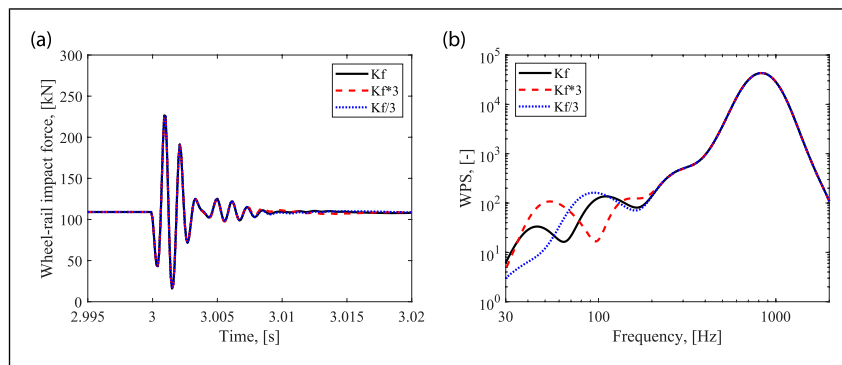 (a)
300
250
200
150
100
50
0
Wheel-rail impact force, [kN]
Kf
Kf*3
Kf/3
2.995
3
3.005
3.01
3.015
3.02
Time, [s]
(b)
10^5
10^4
10^3
10^2
10^1
10^0
WPS, [-]
Kf
Kf*3
Kf/3
30
100
1000
Frequency, [Hz]